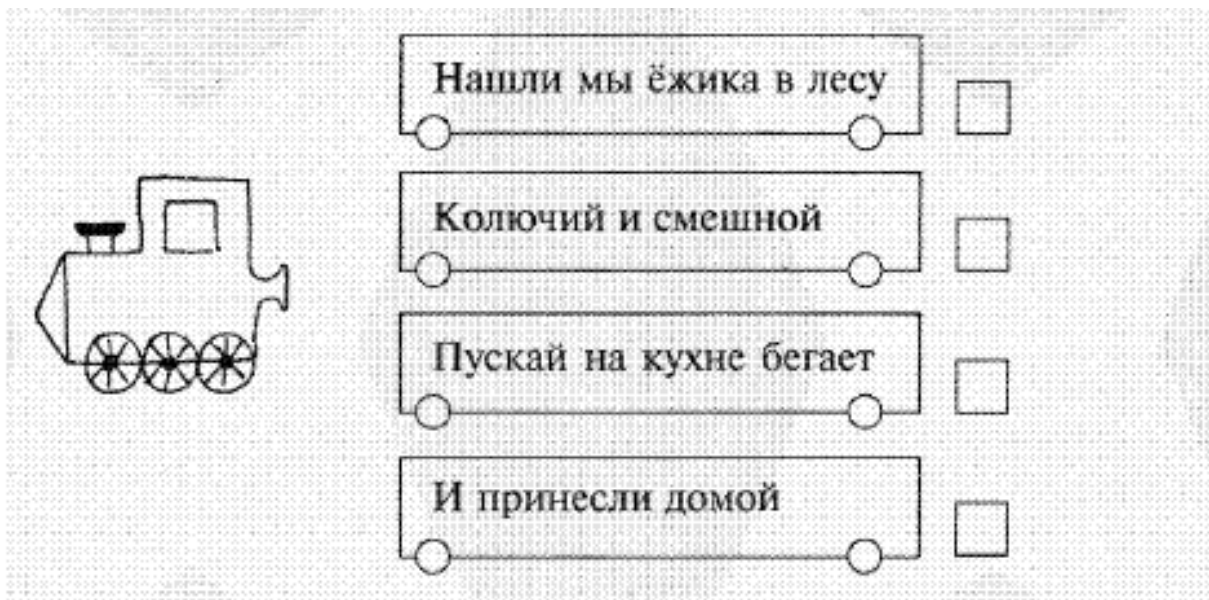 Нашли мы ёжика в лесу
Колючий и смешной
Пускай на кухне бегает
И принесли домой